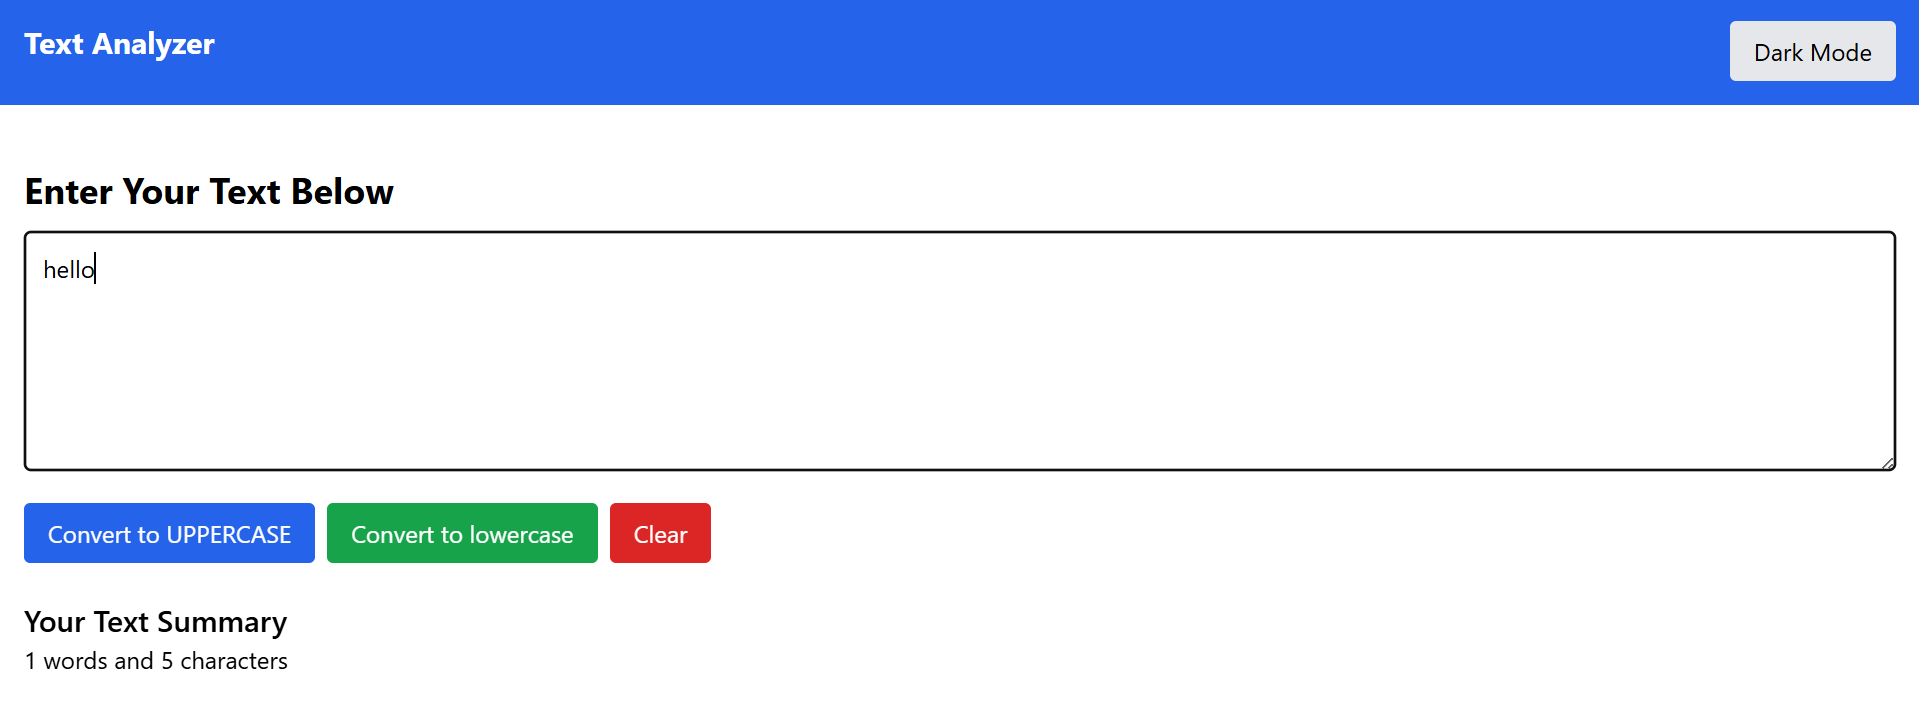 Text Analyzer
Dark Mode
Enter Your Text Below
hello
Convert to UPPERCASE
Convert to lowercase
Clear
Your Text Summary
1 words and 5 characters